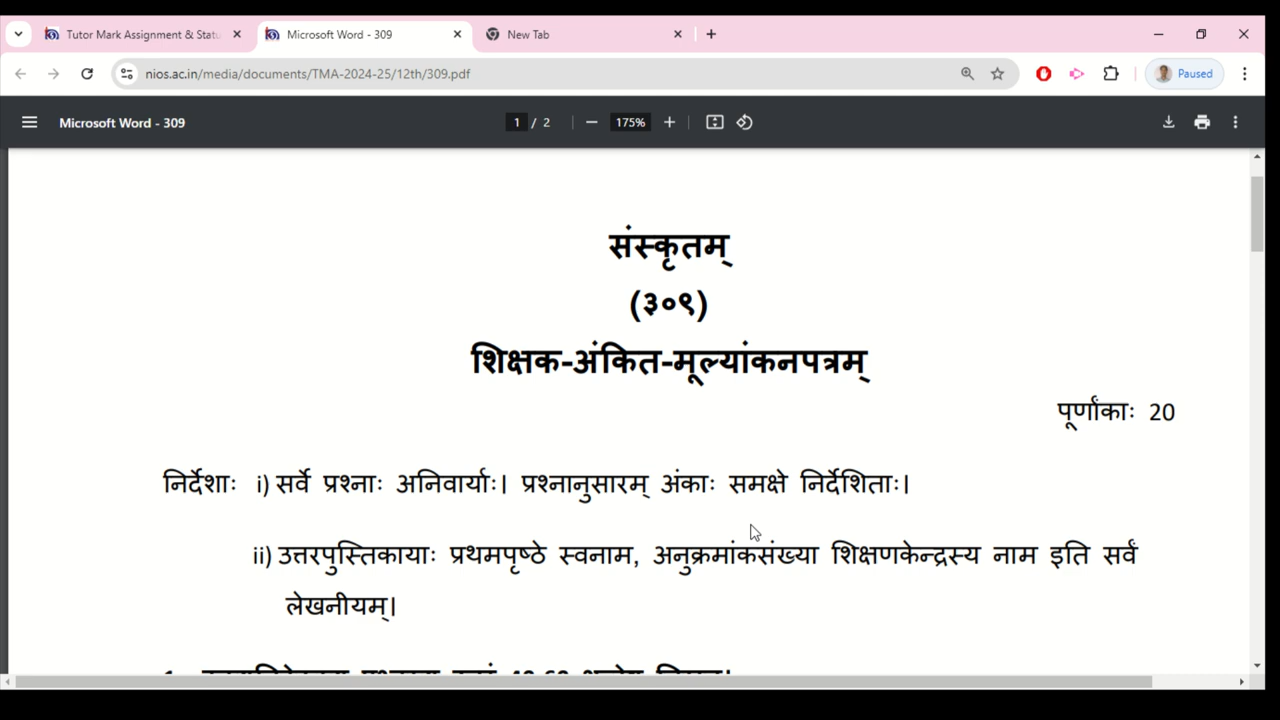 Tutor Mark Assignment & Statu
Microsoft Word - 309
New Tab
nios.ac.in/media/documents/TMA-2024-25/12th/309.pdf
Paused
Microsoft Word - 309
1 / 2
175%
संस्कृतम्
(३०९)
शिक्षक-अंकित-मूल्यांकनपत्रम्
पूर्णांकाः 20
निर्देशाः i) सर्वे प्रश्नाः अनिवार्याः। प्रश्नानुसारम् अंकाः समक्षे निर्देशिताः।
ii) उत्तरपुस्तिकायाः प्रथमपृष्ठे स्वनाम, अनुक्रमांकसंख्या शिक्षणकेन्द्रस्य नाम इति सर्वं
लेखनीयम्।